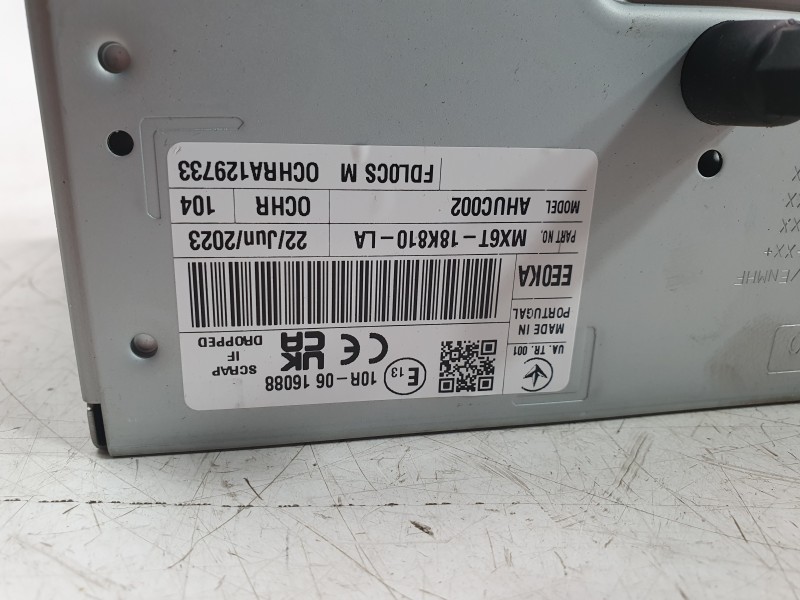 UA. TR. 001
MADE IN
PORTUGAL
EE0KA
E13
10R-06 16088
CE
UK
CA
SCRAP
IF
DROPPED
PART NO. MX6T-18K810-LA 22/Jun/2023
MODEL AHUC002 OCHR 104
FDLOCS M OCHRA129733